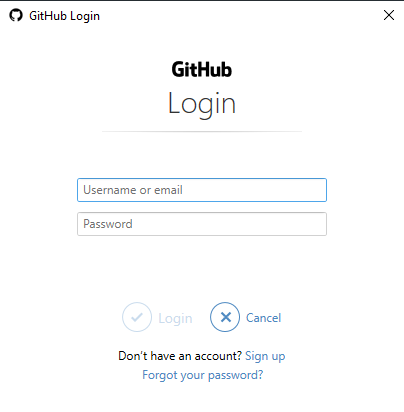 GitHub Login
GitHub
Login
Username or email
Password
Login Cancel
Don't have an account? Sign up
Forgot your password?